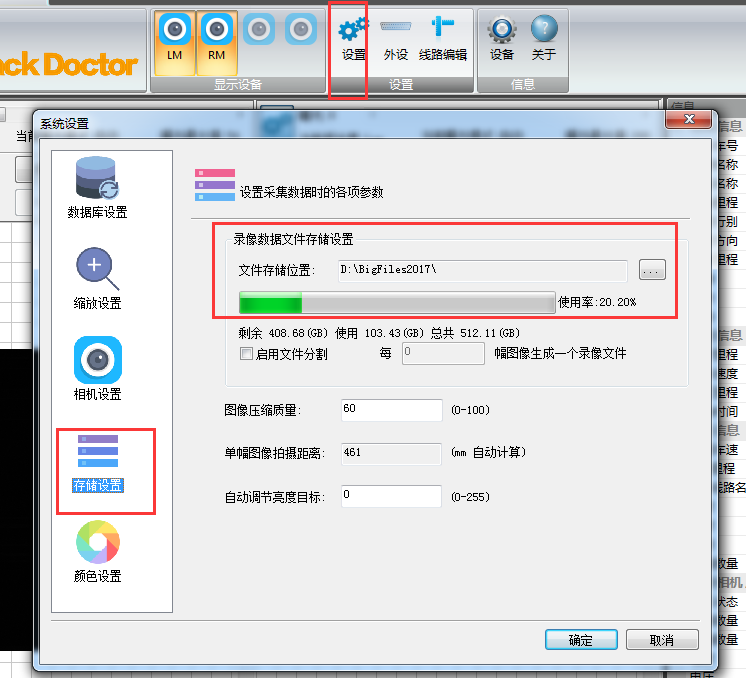 ack Doctor
LM
RM
设置
外设
线路编辑
设备
关于
显示设备
设置
信息
系统设置
信息
当前
数据库设置
缩放设置
相机设置
存储设置
颜色设置
设置采集数据时的各项参数
录像数据文件存储设置
文件存储位置:
D:\BigFiles2017\
...
使用率:20.20%
剩余 408.68(GB) 使用 103.43(GB) 总共 512.11(GB)
启用文件分割
每
0
幅图像生成一个录像文件
图像压缩质量:
60
(0-100)
单幅图像拍摄距离:
461
(mm 自动计算)
自动调节亮度目标:
0
(0-255)
确定
取消
信息
车号
名称
名称
里程
行别
方向
里程
信息
里程
速度
里程
时间
信息
车速
里程
线路名
数量
相机
状态
数量
数量
电压